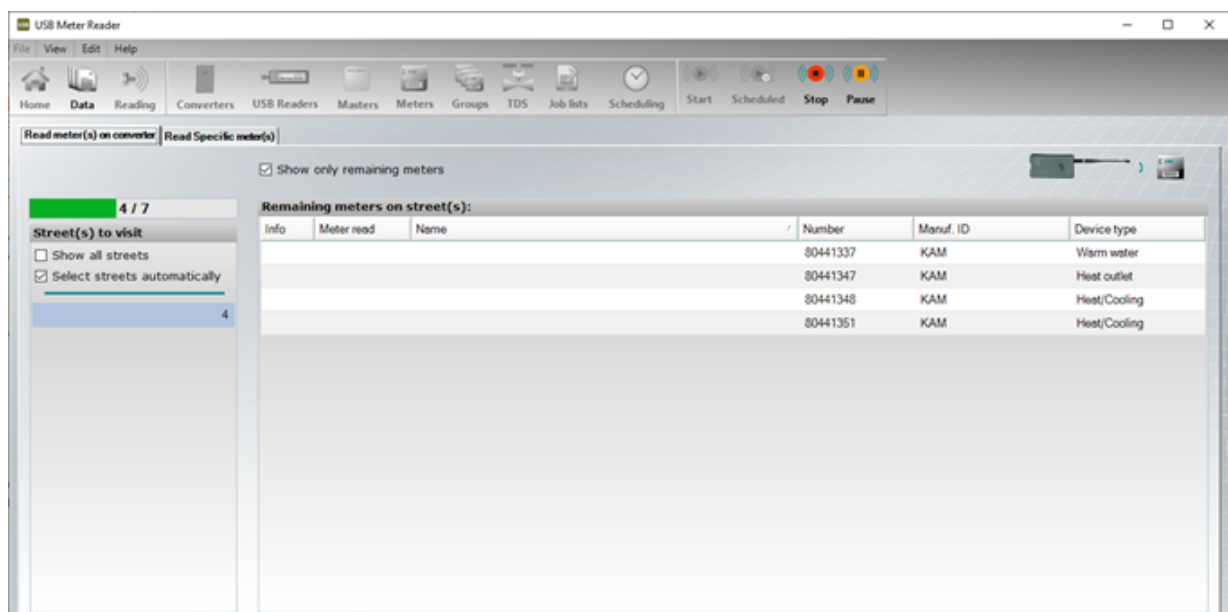 USB Meter Reader
File View Edit Help
Home Data Reading Converters USB Readers Masters Meters Groups TDS Job lists Scheduling Start Scheduled Stop Pause
Read meter(s) on converter Read Specific meter(s)
Show only remaining meters
4 / 7
Remaining meters on street(s):
Street(s) to visit
Info Meter read Name Number Manuf. ID Device type
Show all streets
80441337 KAM Warm water
Select streets automatically
80441347 KAM Heat outlet
80441348 KAM Heat/Cooling
4
80441351 KAM Heat/Cooling